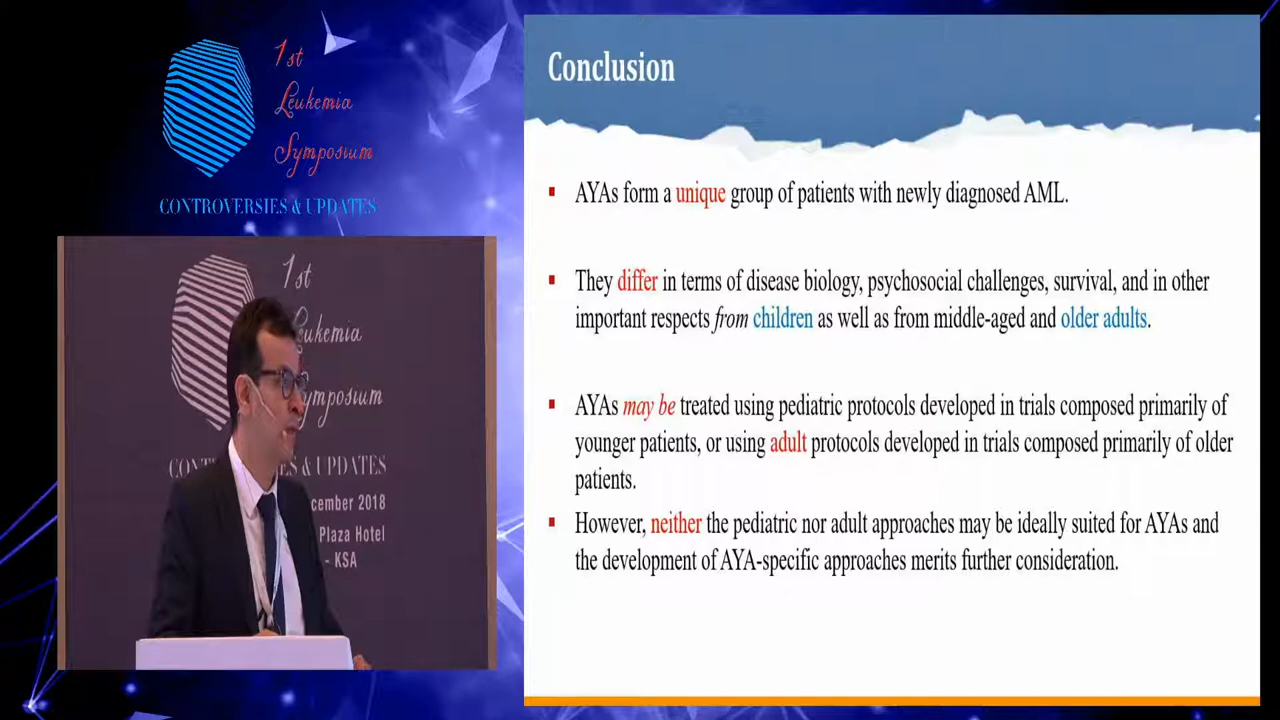 1st
Leukemia
Symposium
CONTROVERSIES & UPDATES
1st
eukemia
ymposium
CONT
ES & UPDATES
cember 2018
Plaza Hotel
- KSA
Conclusion
AYAs form a unique group of patients with newly diagnosed AML.
They differ in terms of disease biology, psychosocial challenges, survival, and in other
important respects from children as well as from middle-aged and older adults.
AYAs may be treated using pediatric protocols developed in trials composed primarily of
younger patients, or using adult protocols developed in trials composed primarily of older
patients.
However, neither the pediatric nor adult approaches may be ideally suited for AYAs and
the development of AYA-specific approaches merits further consideration.